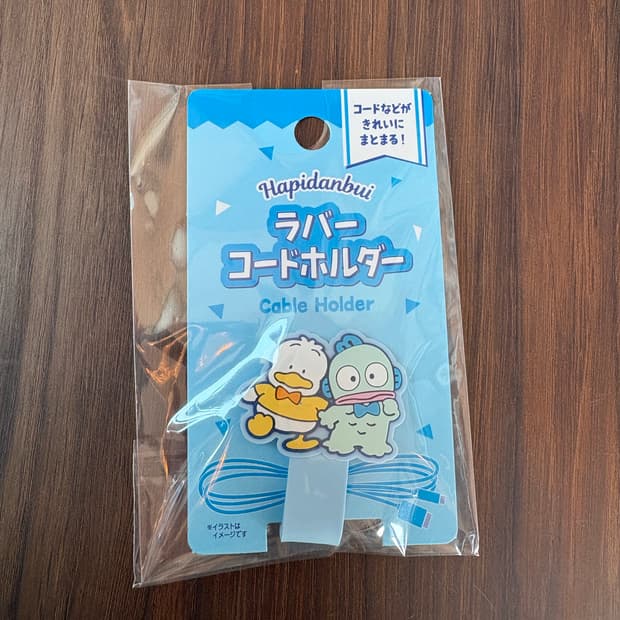 コードなどが
きれいに
まとまる！
Hapidanbui
ラバー
コードホルダー
Cable Holder
※イラストは
イメージです